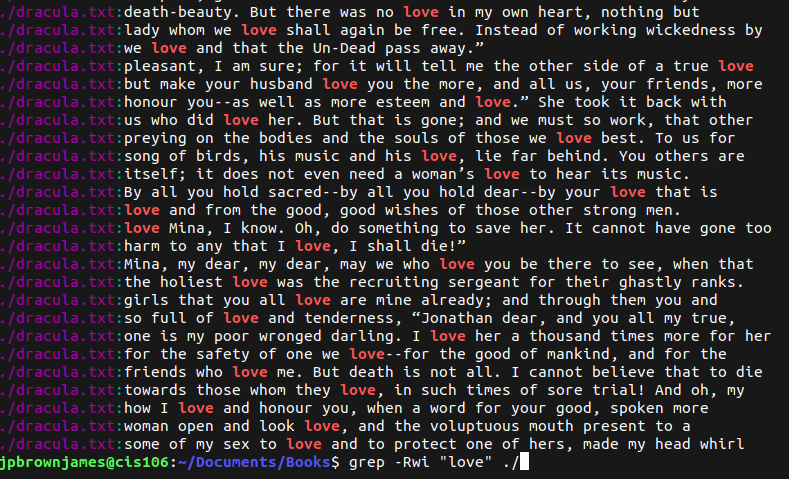 ./dracula.txt:death-beauty. But there was no love in my own heart, nothing but
./dracula.txt:lady whom we love shall again be free. Instead of working wickedness by
./dracula.txt:we love and that the Un-Dead pass away.”
./dracula.txt:pleasant, I am sure; for it will tell me the other side of a true love
./dracula.txt:but make your husband love you the more, and all us, your friends, more
./dracula.txt:honour you--as well as more esteem and love.” She took it back with
./dracula.txt:us who did love her. But that is gone; and we must so work, that other
./dracula.txt:preying on the bodies and the souls of those we love best. To us for
./dracula.txt:song of birds, his music and his love, lie far behind. You others are
./dracula.txt:itself; it does not even need a woman’s love to hear its music.
./dracula.txt:By all you hold sacred--by all you hold dear--by your love that is
./dracula.txt:love and from the good, good wishes of those other strong men.
./dracula.txt:love Mina, I know. Oh, do something to save her. It cannot have gone too
./dracula.txt:harm to any that I love, I shall die!”
./dracula.txt:Mina, my dear, my dear, may we who love you be there to see, when that
./dracula.txt:the holiest love was the recruiting sergeant for their ghastly ranks.
./dracula.txt:girls that you all love are mine already; and through them you and
./dracula.txt:so full of love and tenderness, “Jonathan dear, and you all my true,
./dracula.txt:one is my poor wronged darling. I love her a thousand times more for her
./dracula.txt:for the safety of one we love--for the good of mankind, and for the
./dracula.txt:friends who love me. But death is not all. I cannot believe that to die
./dracula.txt:towards those whom they love, in such times of sore trial! And oh, my
./dracula.txt:how I love and honour you, when a word for your good, spoken more
./dracula.txt:woman open and look love, and the voluptuous mouth present to a
./dracula.txt:some of my sex to love and to protect one of hers, made my head whirl
jpbrownjames@cis106:~/Documents/Books$ grep -Rwi "love" ./